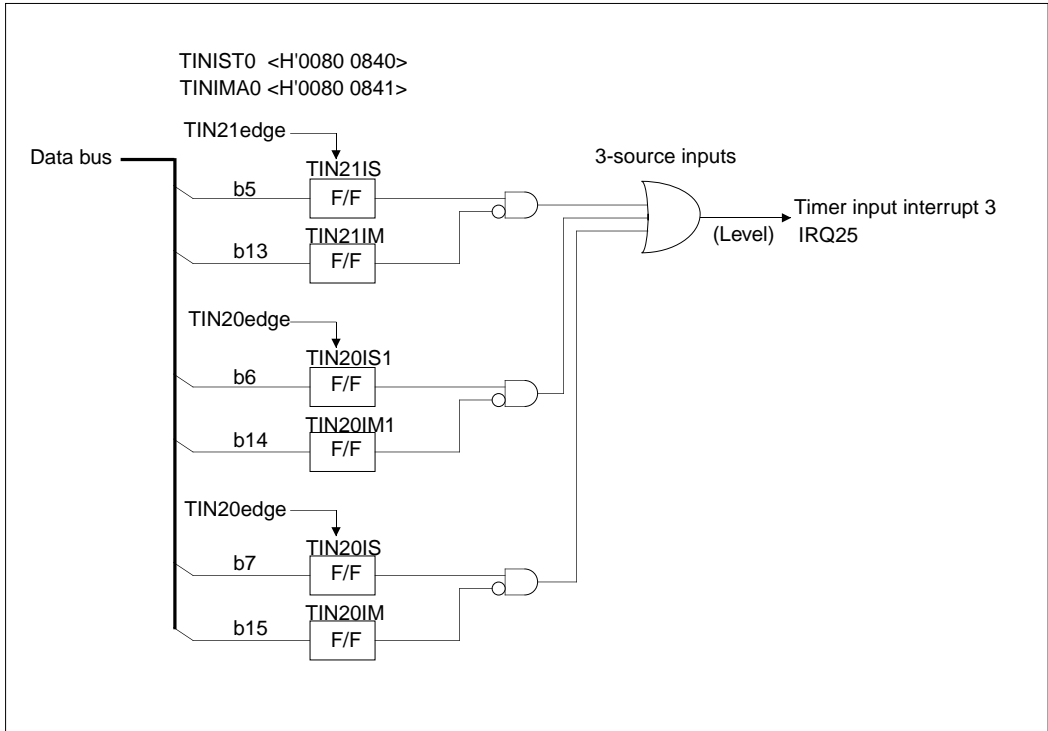 TINIST0 <H'0080 0840>
TINIMA0 <H'0080 0841>
TIN21edge
Data bus
TIN21IS
3-source inputs
b5
F/F
Timer input interrupt 3
TIN21IM
(Level)
IRQ25
b13
F/F
TIN20edge
TIN20IS1
b6
F/F
TIN20IM1
b14
F/F
TIN20edge
TIN20IS
b7
F/F
TIN20IM
b15
F/F